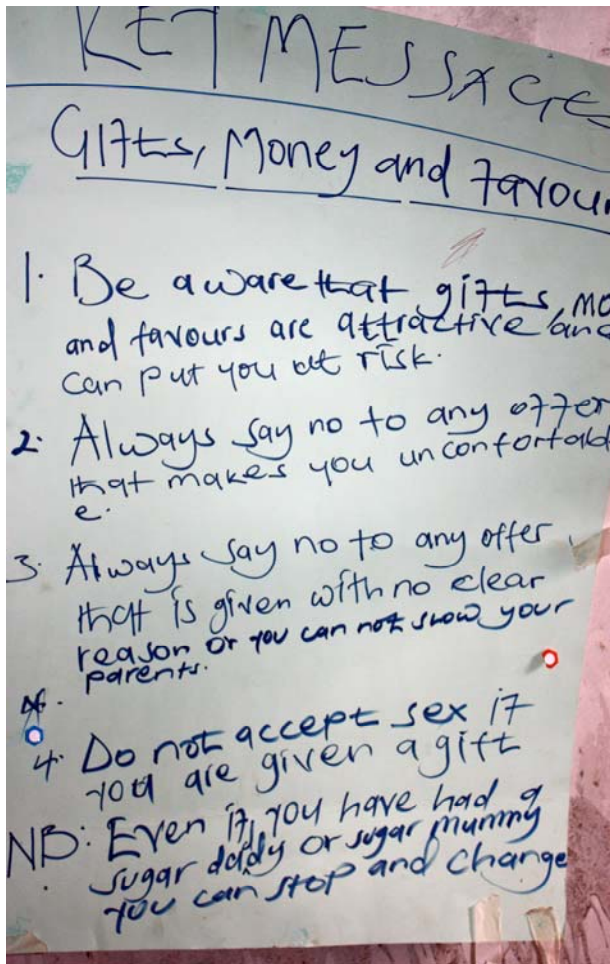 KEY MESSAGES
Gifts, Money and favour
1. Be aware that gifts, mo
and favours are attractive and
can put you at risk.
2. Always say no to any offer
that makes you unconfortabl
e.
3. Always say no to any offer
that is given with no clear
reason or you can not show your
parents.
4. Do not accept sex if
you are given a gift
NB: Even if you have had a
sugar daddy or sugar mummy
you can stop and change